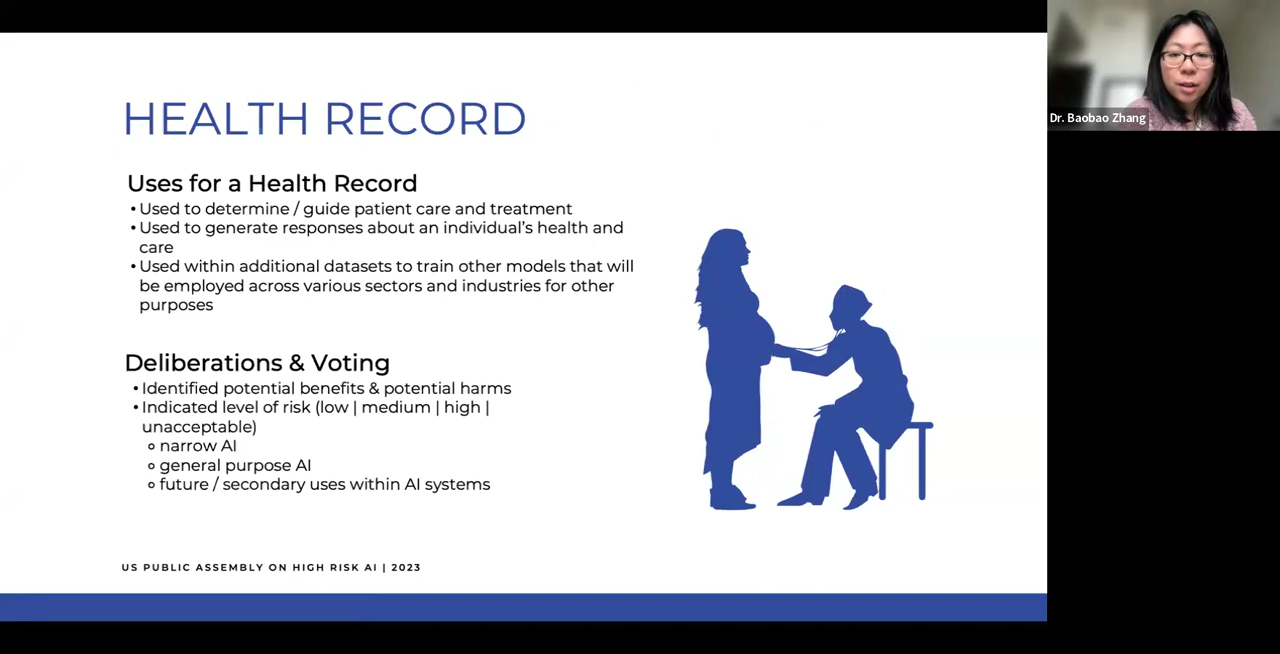 HEALTH RECORD
Uses for a Health Record
• Used to determine / guide patient care and treatment
• Used to generate responses about an individual's health and
care
• Used within additional datasets to train other models that will
be employed across various sectors and industries for other
purposes
Deliberations & Voting
• Identified potential benefits & potential harms
• Indicated level of risk (low | medium | high |
unacceptable)
∘ narrow AI
∘ general purpose AI
∘ future / secondary uses within AI systems
US PUBLIC ASSEMBLY ON HIGH RISK AI | 2023
Dr. Baobao Zhang